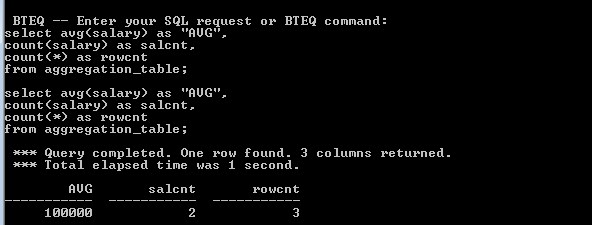 BTEQ -- Enter your SQL request or BTEQ command:
select avg(salary) as "AVG",
count(salary) as salcnt,
count(*) as rowcnt
from aggregation_table;
select avg(salary) as "AVG",
count(salary) as salcnt,
count(*) as rowcnt
from aggregation_table;
*** Query completed. One row found. 3 columns returned.
*** Total elapsed time was 1 second.
AVG salcnt rowcnt
----------- ----------- -----------
100000 2 3